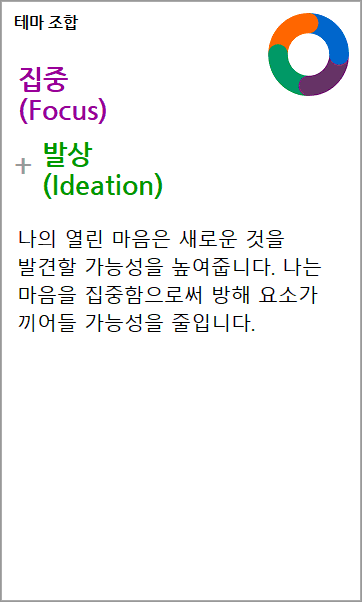 테마 조합
집중
(Focus)
+ 발상
(Ideation)
나의 열린 마음은 새로운 것을
발견할 가능성을 높여줍니다. 나는
마음을 집중함으로써 방해 요소가
끼어들 가능성을 줄입니다.